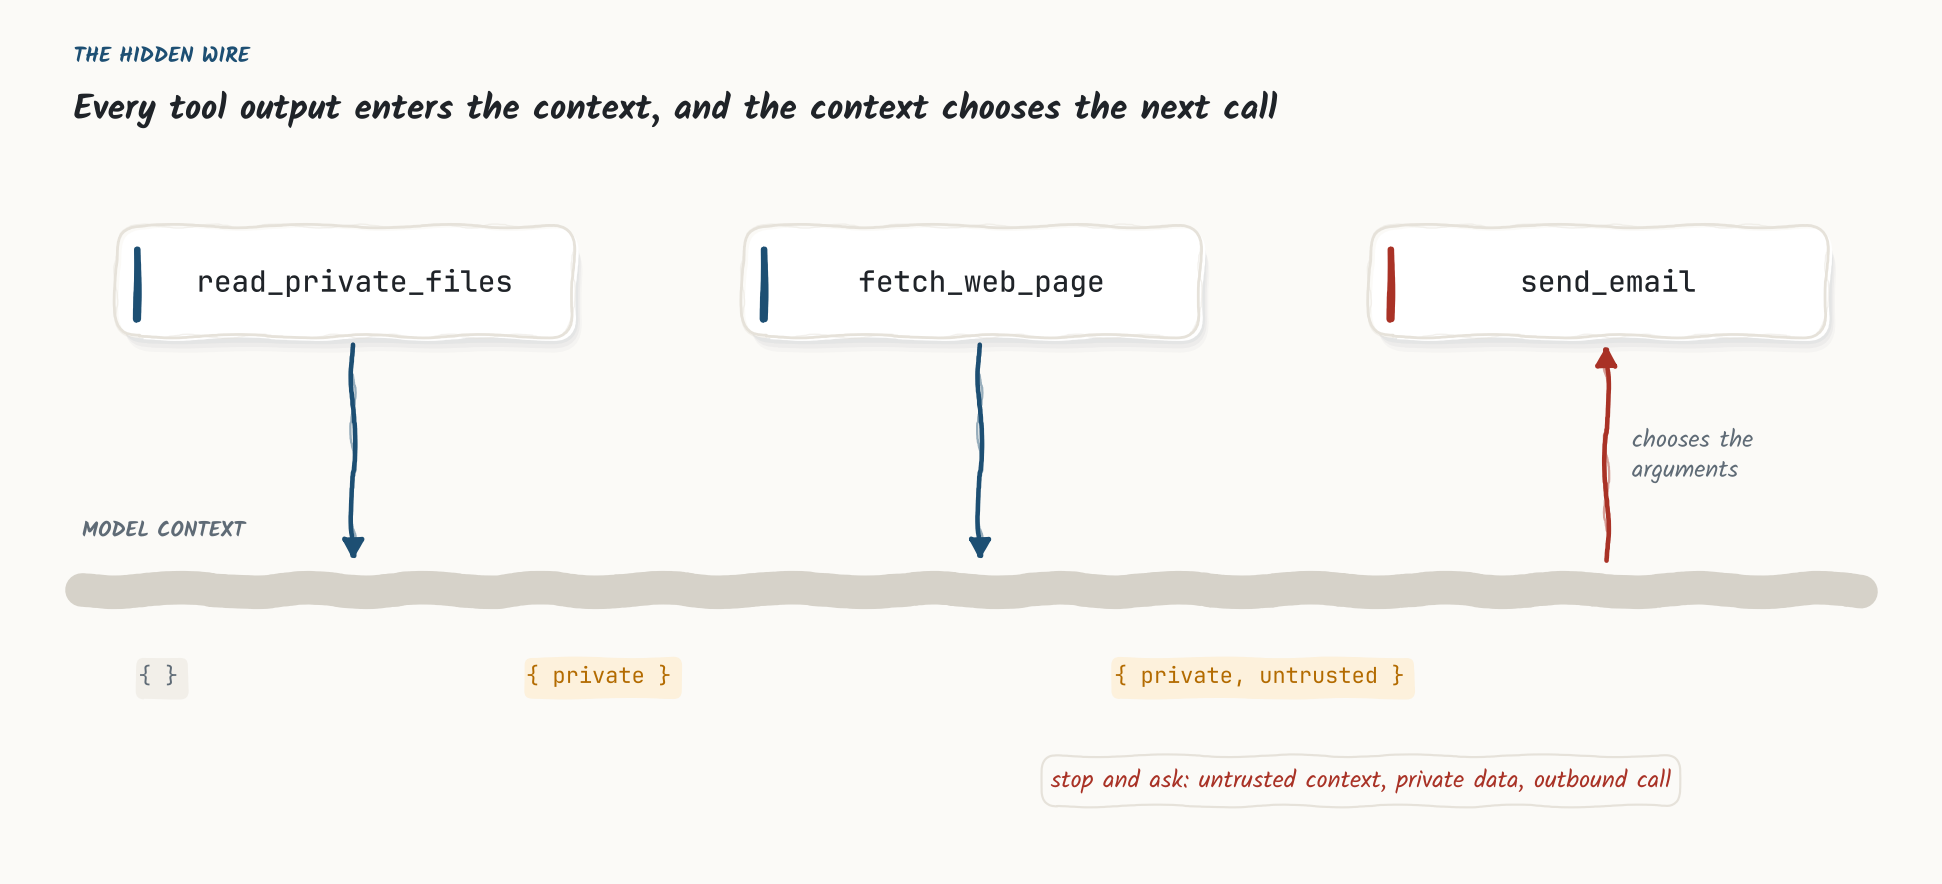 THE HIDDEN WIRE
Every tool output enters the context, and the context chooses the next call
read_private_files
fetch_web_page
send_email
chooses the
arguments
MODEL CONTEXT
{ }
{ private }
{ private, untrusted }
stop and ask: untrusted context, private data, outbound call